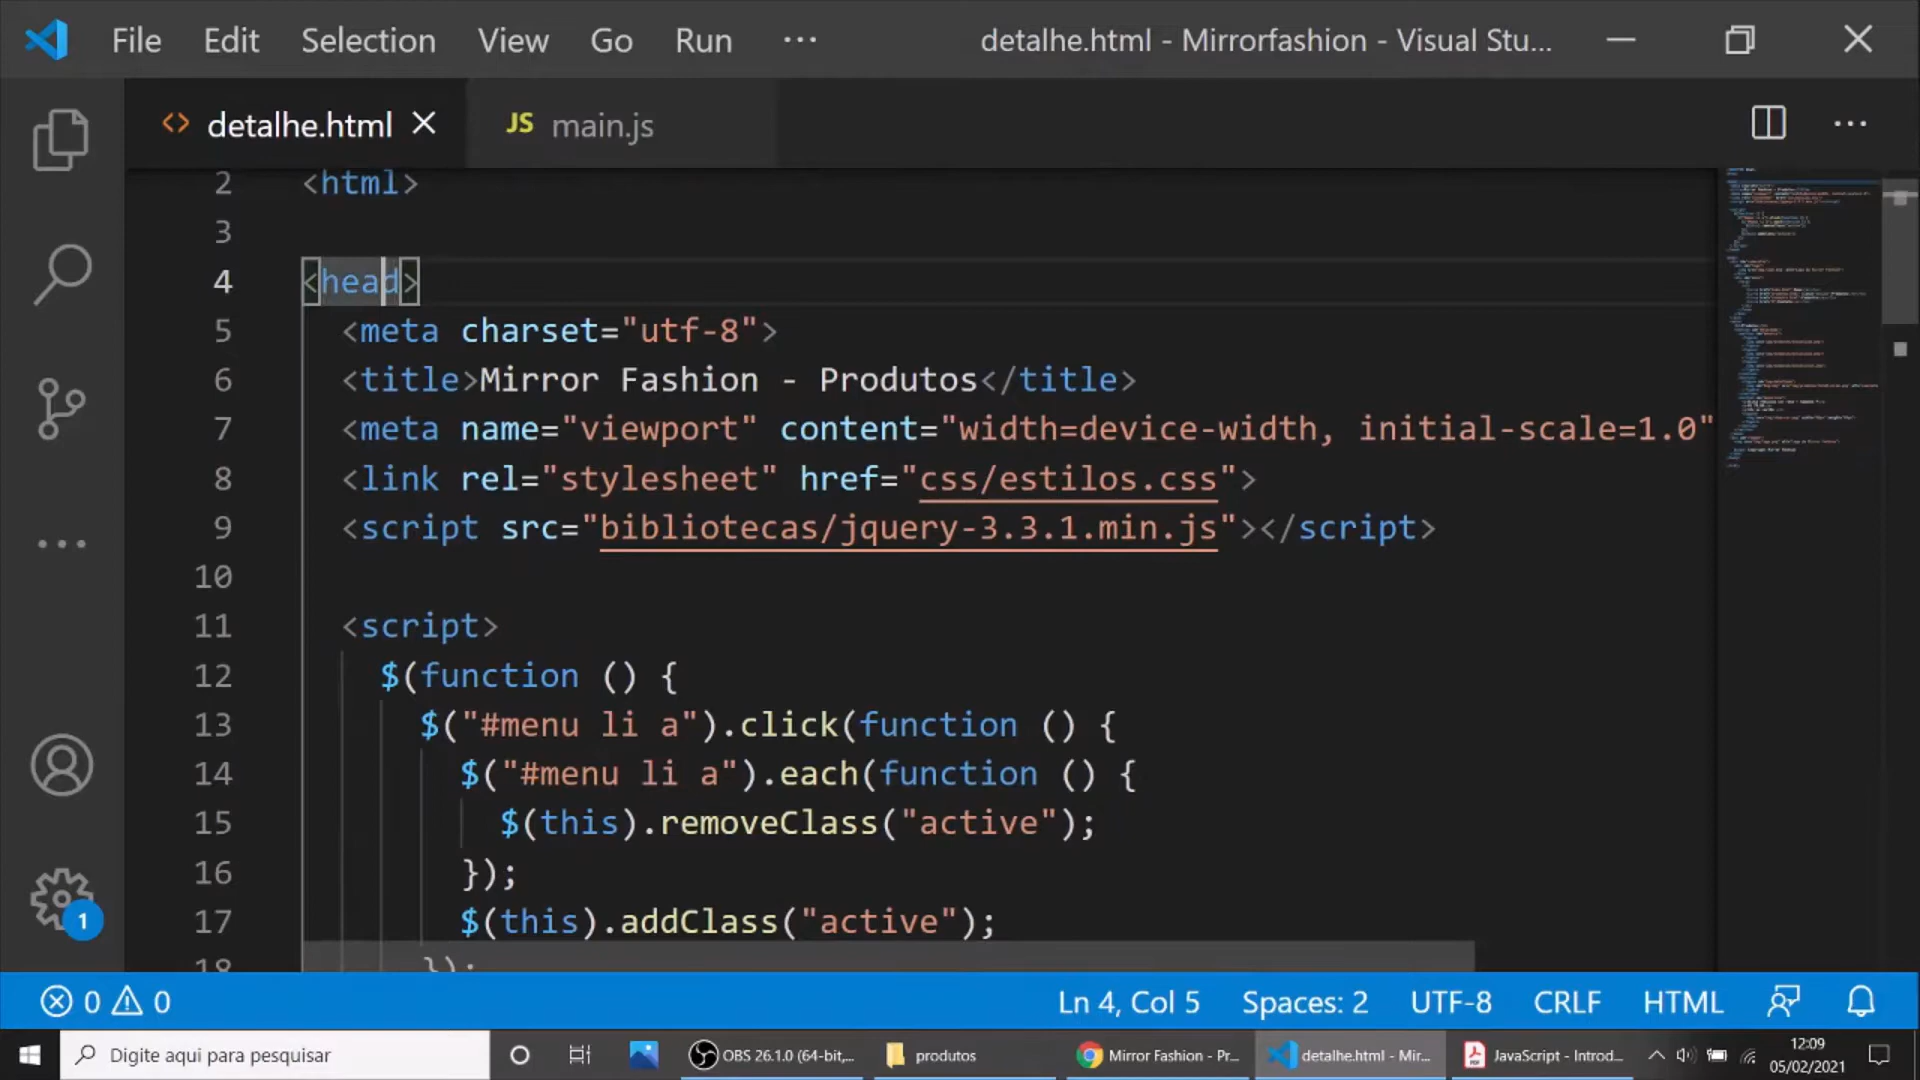 File Edit Selection View Go Run ··· detalhe.html - Mirrorfashion - Visual Stu...
<> detalhe.html JS main.js
2 <html>
3
4 <head>
5 <meta charset="utf-8">
6 <title>Mirror Fashion - Produtos</title>
7 <meta name="viewport" content="width=device-width, initial-scale=1.0"
8 <link rel="stylesheet" href="css/estilos.css">
9 <script src="bibliotecas/jquery-3.3.1.min.js"></script>
10
11 <script>
12 $(function () {
13 $("#menu li a").click(function () {
14 $("#menu li a").each(function () {
15 $(this).removeClass("active");
16 });
17 $(this).addClass("active");
18 });
1
0 0 Ln 4, Col 5 Spaces: 2 UTF-8 CRLF HTML
Digite aqui para pesquisar OBS 26.1.0 (64-bit,... produtos Mirror Fashion - Pr... detalhe.html - Mir... JavaScript - Introd... 12:09
05/02/2021